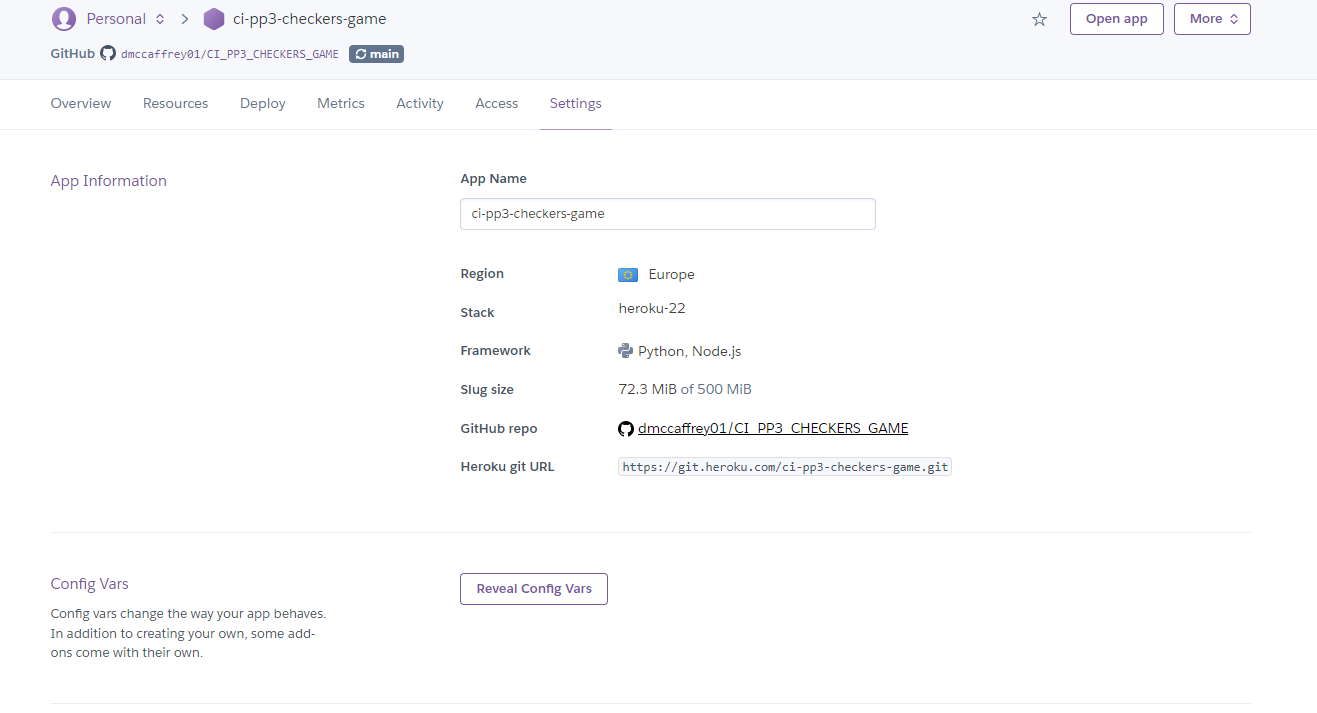 Personal ci-pp3-checkers-game Open app More
GitHub dmccaffrey01/CI_PP3_CHECKERS_GAME main
Overview Resources Deploy Metrics Activity Access Settings
App Information
App Name
ci-pp3-checkers-game
Region Europe
Stack heroku-22
Framework Python, Node.js
Slug size 72.3 MiB of 500 MiB
GitHub repo dmccaffrey01/CI_PP3_CHECKERS_GAME
Heroku git URL https://git.heroku.com/ci-pp3-checkers-game.git
Config Vars
Config vars change the way your app behaves.
In addition to creating your own, some add-
ons come with their own.
Reveal Config Vars